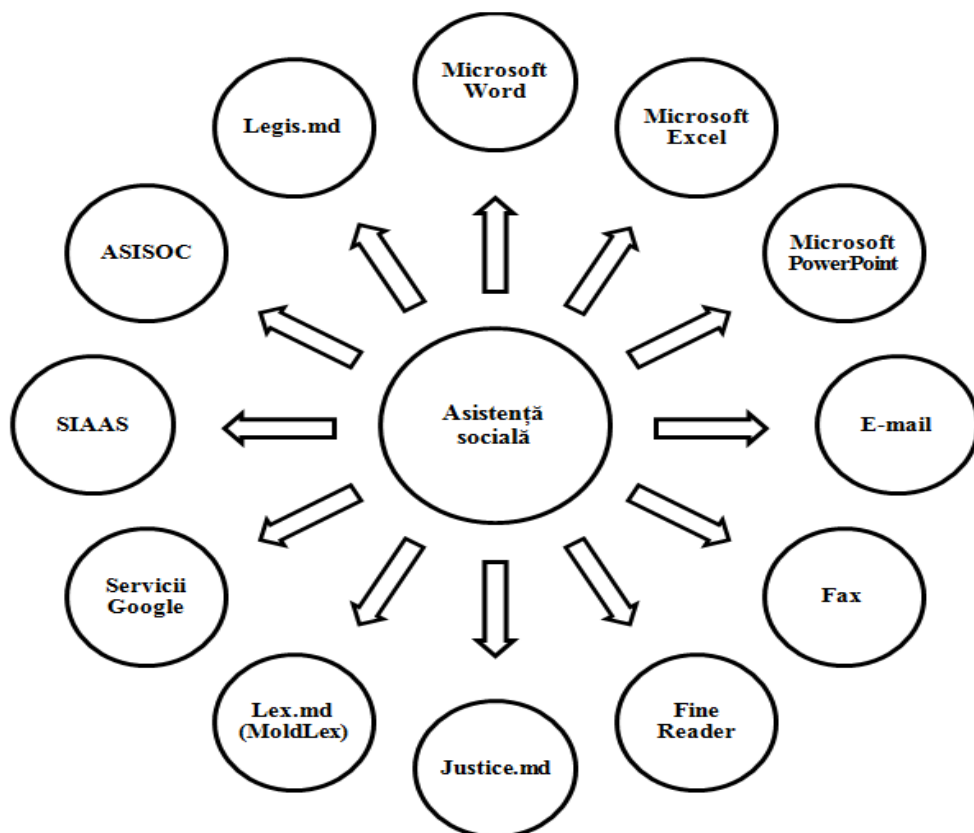 Microsoft
Word
Microsoft
Excel
Microsoft
PowerPoint
E-mail
Fax
Fine
Reader
Justice.md
Lex.md
(MoldLex)
Servicii
Google
SIAAS
ASISOC
Legis.md
Asistență
socială